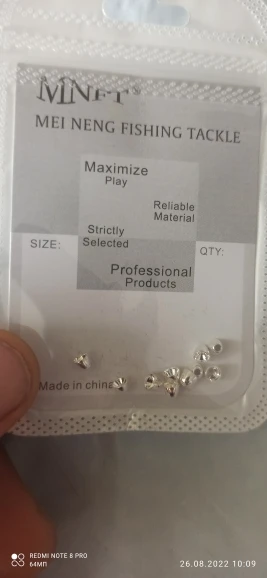 MNFT
MEI NENG FISHING TACKLE
Maximize
Play
Reliable
Material
Strictly
Selected
SIZE:
QTY:
Professional
Products
Made in china
REDMI NOTE 8 PRO
64МП
26.08.2022 10:09